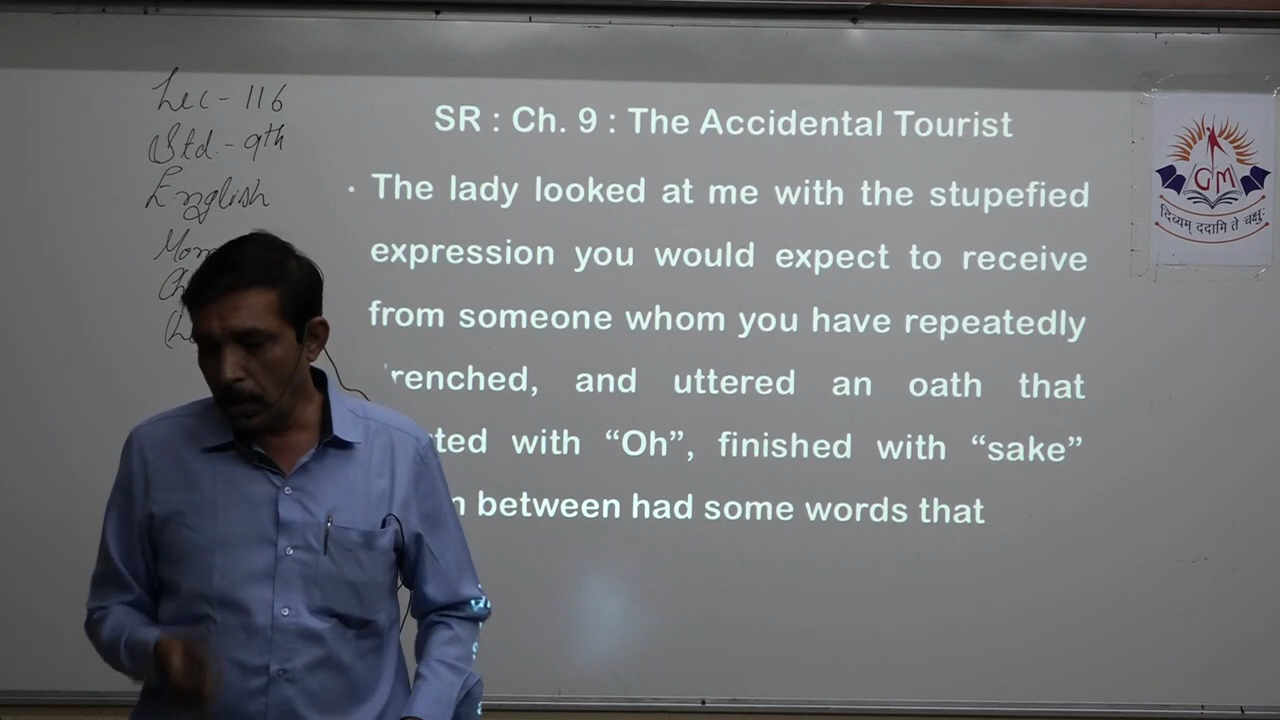 Lec - 116
Std. - 9th
English
SR : Ch. 9 : The Accidental Tourist
• The lady looked at me with the stupefied
expression you would expect to receive
from someone whom you have repeatedly
renched, and uttered an oath that
ted with “Oh”, finished with “sake”
between had some words that
GM
दिव्यम् ददामि ते चक्षुः